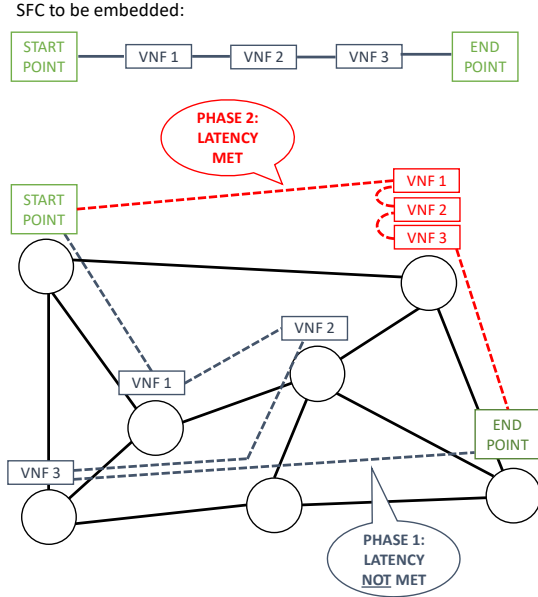 SFC to be embedded:
START
POINT
VNF 1
VNF 2
VNF 3
END
POINT
PHASE 2:
LATENCY
MET
START
POINT
VNF 1
VNF 2
VNF 3
VNF 2
VNF 1
END
POINT
VNF 3
PHASE 1:
LATENCY
NOT MET